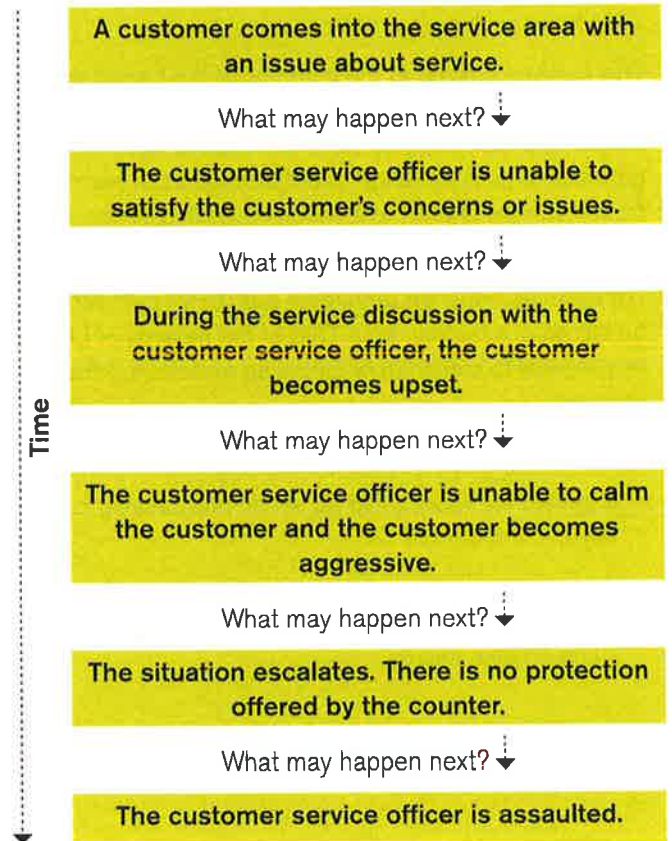 A customer comes into the service area with
an issue about service.
What may happen next?
The customer service officer is unable to
satisfy the customer's concerns or issues.
What may happen next?
During the service discussion with the
customer service officer, the customer
becomes upset.
What may happen next?
The customer service officer is unable to calm
the customer and the customer becomes
aggressive.
What may happen next?
The situation escalates. There is no protection
offered by the counter.
What may happen next?
The customer service officer is assaulted.
Time